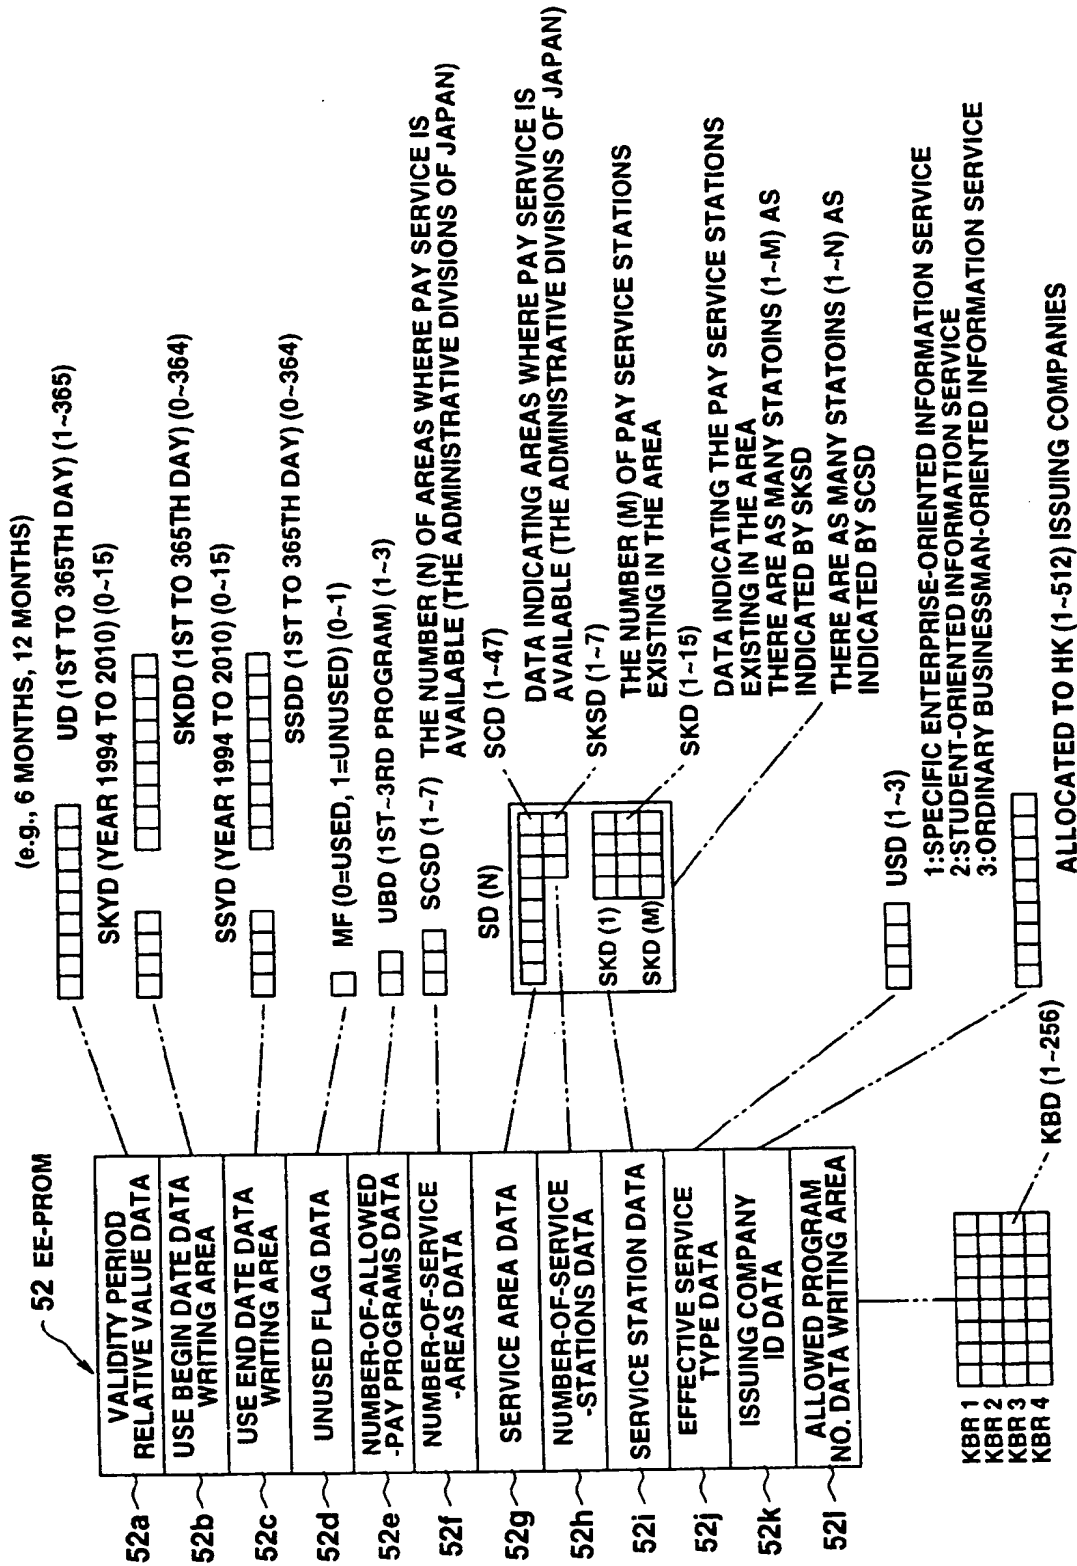 52 EE-PROM
52a
VALIDITY PERIOD
RELATIVE VALUE DATA
52b
USE BEGIN DATE DATA
WRITING AREA
52c
USE END DATE DATA
WRITING AREA
52d
UNUSED FLAG DATA
52e
NUMBER-OF-ALLOWED
-PAY PROGRAMS DATA
52f
NUMBER-OF-SERVICE
-AREAS DATA
52g
SERVICE AREA DATA
52h
NUMBER-OF-SERVICE
-STATIONS DATA
52i
SERVICE STATION DATA
52j
EFFECTIVE SERVICE
TYPE DATA
52k
ISSUING COMPANY
ID DATA
52l
ALLOWED PROGRAM
NO. DATA WRITING AREA
(e.g., 6 MONTHS, 12 MONTHS)
UD (1ST TO 365TH DAY) (1~365)
SKYD (YEAR 1994 TO 2010) (0~15)
SKDD (1ST TO 365TH DAY) (0~364)
SSYD (YEAR 1994 TO 2010) (0~15)
SSDD (1ST TO 365TH DAY) (0~364)
MF (0=USED, 1=UNUSED) (0~1)
UBD (1ST~3RD PROGRAM) (1~3)
SCSD (1~7) THE NUMBER (N) OF AREAS WHERE PAY SERVICE IS
AVAILABLE (THE ADMINISTRATIVE DIVISIONS OF JAPAN)
SD (N)
SCD (1~47)
DATA INDICATING AREAS WHERE PAY SERVICE IS
AVAILABLE (THE ADMINISTRATIVE DIVISIONS OF JAPAN)
SKSD (1~7)
THE NUMBER (M) OF PAY SERVICE STATIONS
EXISTING IN THE AREA
SKD (1)
SKD (M)
SKD (1~15)
DATA INDICATING THE PAY SERVICE STATIONS
EXISTING IN THE AREA
THERE ARE AS MANY STATOINS (1~M) AS
INDICATED BY SKSD
THERE ARE AS MANY STATOINS (1~N) AS
INDICATED BY SCSD
USD (1~3)
1:SPECIFIC ENTERPRISE-ORIENTED INFORMATION SERVICE
2:STUDENT-ORIENTED INFORMATION SERVICE
3:ORDINARY BUSINESSMAN-ORIENTED INFORMATION SERVICE
ALLOCATED TO HK (1~512) ISSUING COMPANIES
KBR 1
KBR 2
KBR 3
KBR 4
KBD (1~256)